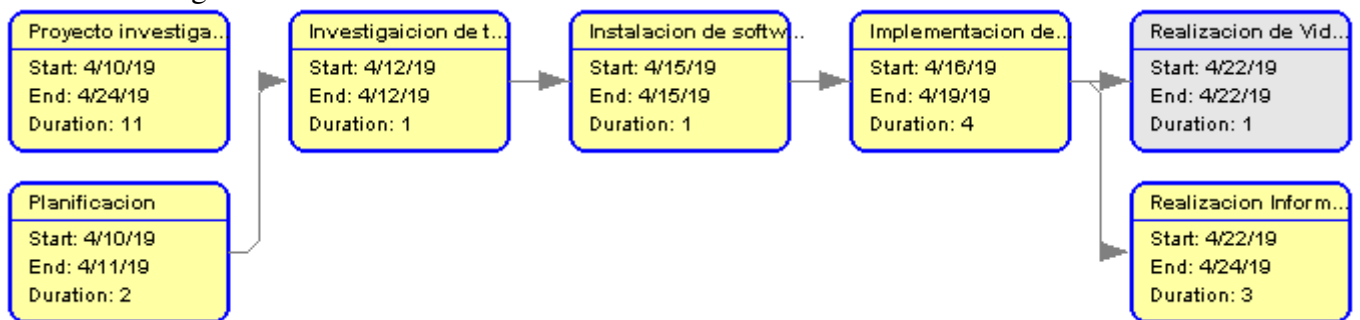 Proyecto investiga...
Start: 4/10/19
End: 4/24/19
Duration: 11
Investigaicion de t...
Start: 4/12/19
End: 4/12/19
Duration: 1
Instalacion de softw...
Start: 4/15/19
End: 4/15/19
Duration: 1
Implementacion de...
Start: 4/16/19
End: 4/19/19
Duration: 4
Realizacion de Vid...
Start: 4/22/19
End: 4/22/19
Duration: 1
Planificacion
Start: 4/10/19
End: 4/11/19
Duration: 2
Realizacion Inform...
Start: 4/22/19
End: 4/24/19
Duration: 3